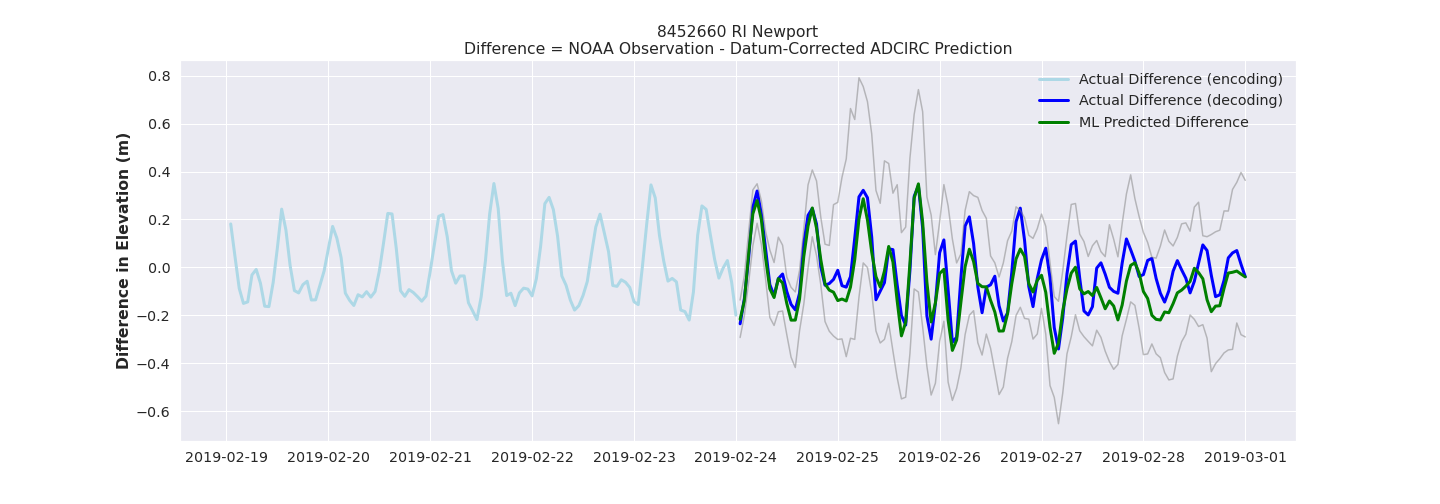 8452660 RI Newport
Difference = NOAA Observation - Datum-Corrected ADCIRC Prediction
Difference in Elevation (m)
0.8
0.6
0.4
0.2
0.0
−0.2
−0.4
−0.6
Actual Difference (encoding)
Actual Difference (decoding)
ML Predicted Difference
2019-02-19 2019-02-20 2019-02-21 2019-02-22 2019-02-23 2019-02-24 2019-02-25 2019-02-26 2019-02-27 2019-02-28 2019-03-01